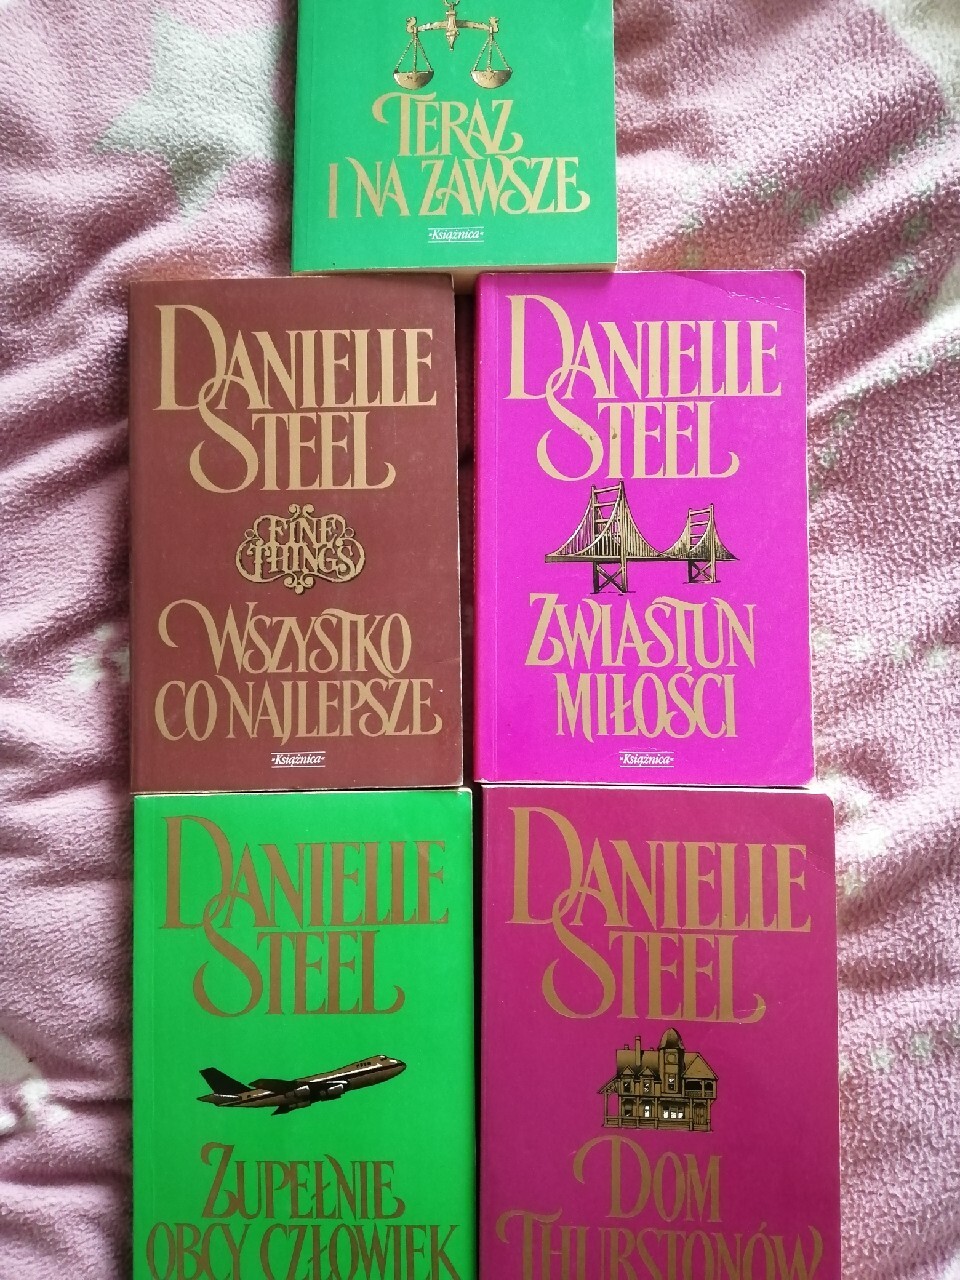 TERAZ
I NA ZAWSZE
•Książnica•
DANIELLE
STEEL
FINE
THINGS
WSZYSTKO
CO NAJLEPSZE
•Książnica•
DANIELLE
STEEL
ZWIASTUN
MIŁOŚCI
•Książnica•
DANIELLE
STEEL
ZUPEŁNIE
OBCY CZŁOWIEK
DANIELLE
STEEL
DOM
THURSTONÓW